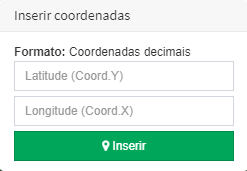 Inserir coordenadas
Formato: Coordenadas decimais
Latitude (Coord.Y)
Longitude (Coord.X)
Inserir